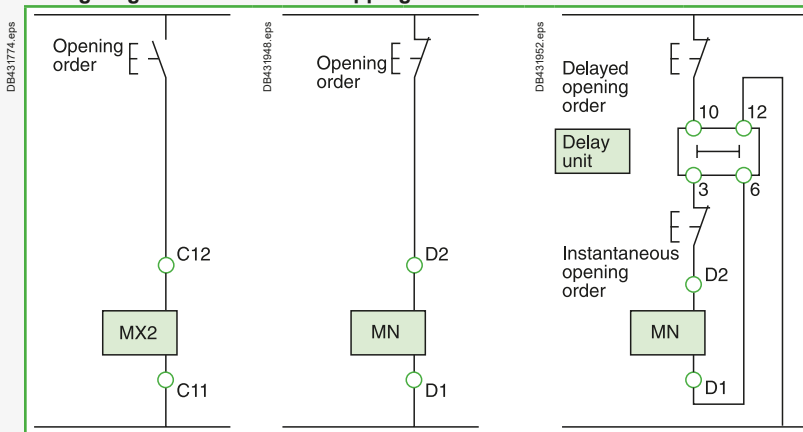 DB431774.eps
Opening
order
C12
MX2
C11
DB431948.eps
Opening
order
D2
MN
D1
DB431952.eps
Delayed
opening
order
10
12
Delay
unit
3
6
Instantaneous
opening
order
D2
MN
D1